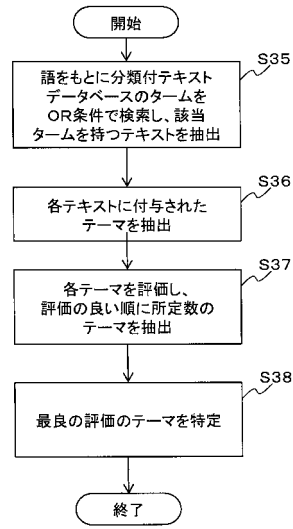 開始
S35
語をもとに分類付テキスト
データベースのタームを
OR条件で検索し、該当
タームを持つテキストを抽出
S36
各テキストに付与された
テーマを抽出
S37
各テーマを評価し、
評価の良い順に所定数の
テーマを抽出
S38
最良の評価のテーマを特定
終了